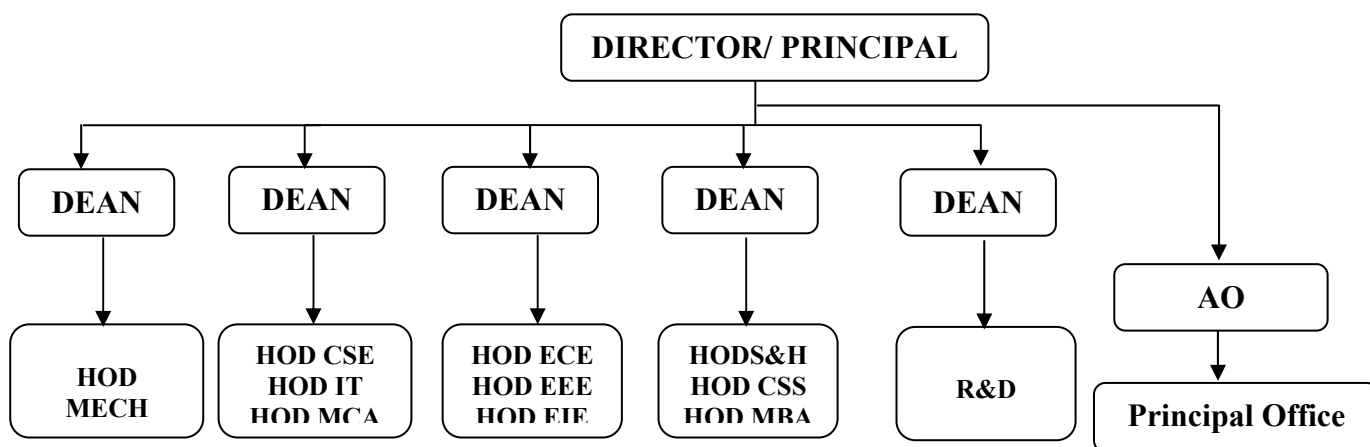 DIRECTOR/ PRINCIPAL
DEAN
DEAN
DEAN
DEAN
DEAN
AO
HOD
MECH
HOD CSE
HOD IT
HOD MCA
HOD ECE
HOD EEE
HOD EIE
HODS&H
HOD CSS
HOD MBA
R&D
Principal Office